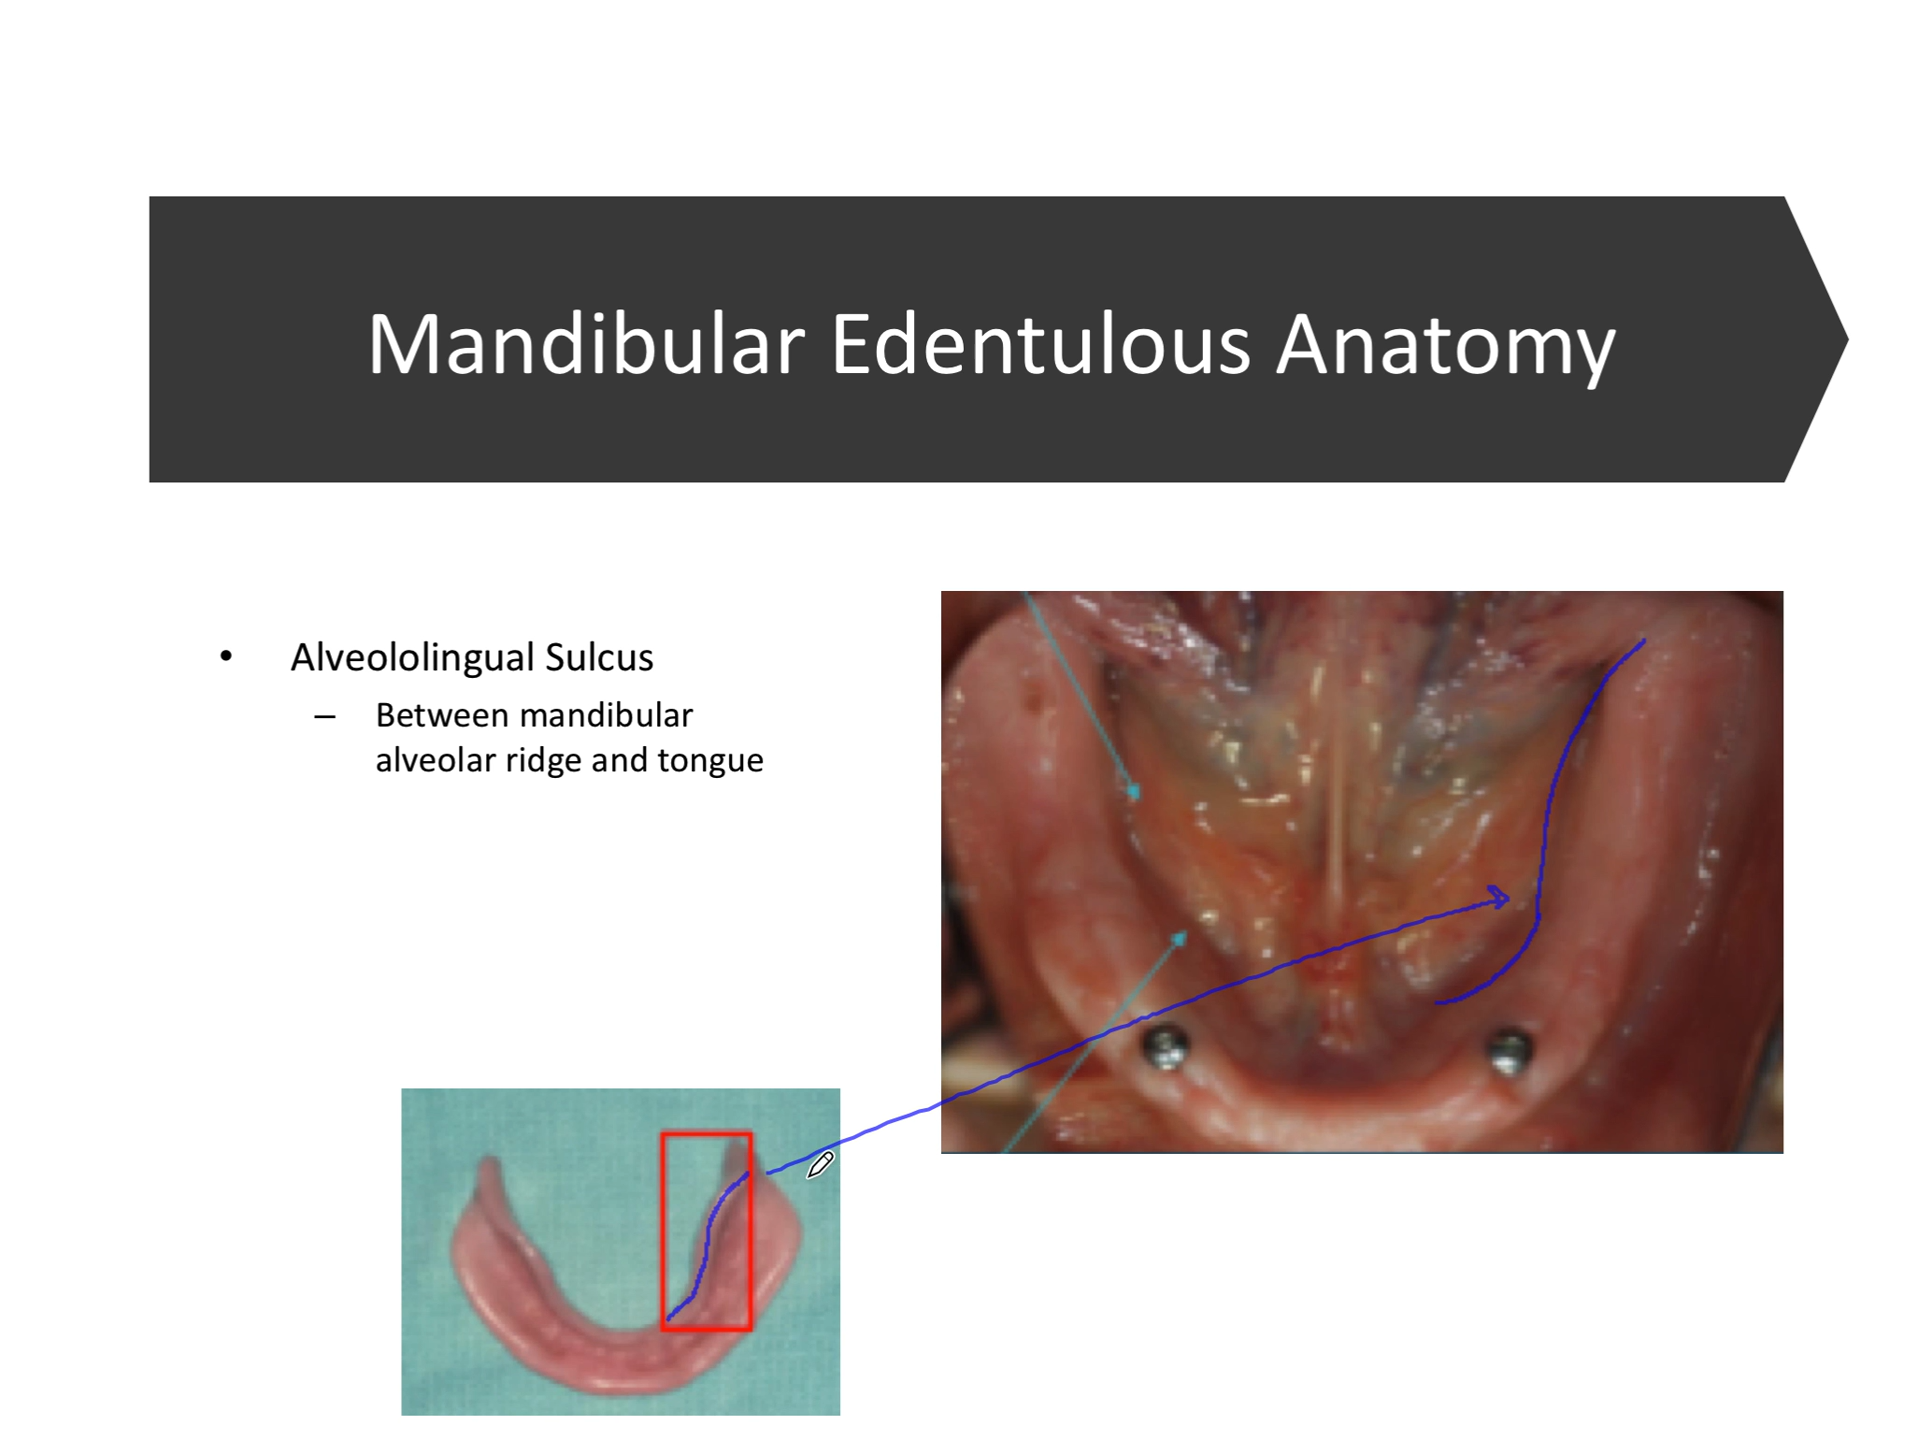 Mandibular Edentulous Anatomy
• Alveololingual Sulcus
– Between mandibular
alveolar ridge and tongue